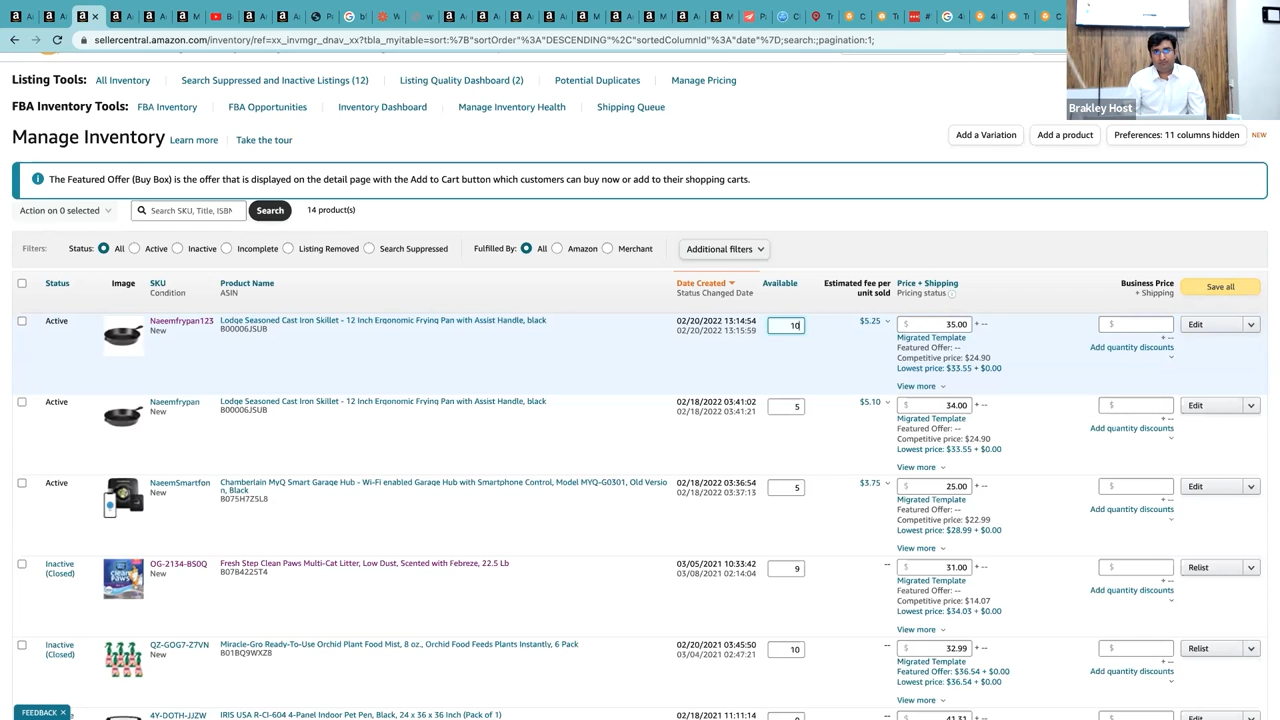 sellercentral.amazon.com/inventory/ref=xx_invmgr_dnav_xx?tbla_myitable=sort:%7B"sortOrder"%3A"DESCENDING"%2C"sortedColumnId"%3A"date"%7D;search:;pagination:1;
Brakley Host
Listing Tools: All Inventory Search Suppressed and Inactive Listings (12) Listing Quality Dashboard (2) Potential Duplicates Manage Pricing
FBA Inventory Tools: FBA Inventory FBA Opportunities Inventory Dashboard Manage Inventory Health Shipping Queue
Manage Inventory Learn more Take the tour Add a Variation Add a product Preferences: 11 columns hidden NEW
The Featured Offer (Buy Box) is the offer that is displayed on the detail page with the Add to Cart button which customers can buy now or add to their shopping carts.
Action on 0 selected Search SKU, Title, ISBN Search 14 product(s)
Filters: Status: All Active Inactive Incomplete Listing Removed Search Suppressed Fulfilled By: All Amazon Merchant Additional filters
Status Image SKU Product Name Date Created Available Estimated fee per Price + Shipping Business Price Save all
Condition ASIN Status Changed Date unit sold Pricing status + Shipping
Active Naeemfrypan123 Lodge Seasoned Cast Iron Skillet - 12 Inch Ergonomic Frying Pan with Assist Handle, black 02/20/2022 13:14:54 10 $5.25 $ 35.00 + -- $ Edit
New B00006JSUB 02/20/2022 13:15:59 Migrated Template + --
Featured Offer: -- Add quantity discounts
Competitive price: $24.90
Lowest price: $33.55 + $0.00
View more
Active Naeemfrypan Lodge Seasoned Cast Iron Skillet - 12 Inch Ergonomic Frying Pan with Assist Handle, black 02/18/2022 03:41:02 5 $5.10 $ 34.00 + -- $ Edit
New B00006JSUB 02/18/2022 03:41:21 Migrated Template + --
Featured Offer: -- Add quantity discounts
Competitive price: $24.90
Lowest price: $33.55 + $0.00
View more
Active NaeemSmartfon Chamberlain MyQ Smart Garage Hub - Wi-Fi enabled Garage Hub with Smartphone Control, Model MYQ-G0301, Old Versio 02/18/2022 03:36:54 5 $3.75 $ 25.00 + -- $ Edit
New n, Black 02/18/2022 03:37:13 Migrated Template + --
B075H7Z5L8 Featured Offer: -- Add quantity discounts
Competitive price: $22.99
Lowest price: $28.99 + $0.00
View more
Inactive OG-2134-BS0Q Fresh Step Clean Paws Multi-Cat Litter, Low Dust, Scented with Febreze, 22.5 Lb 03/05/2021 10:33:42 9 -- $ 31.00 + -- $ Relist
(Closed) New B07B4225T4 03/08/2021 02:14:04 Migrated Template + --
Featured Offer: -- Add quantity discounts
Competitive price: $14.07
Lowest price: $34.03 + $0.00
View more
Inactive QZ-GOG7-Z7VN Miracle-Gro Ready-To-Use Orchid Plant Food Mist, 8 oz., Orchid Food Feeds Plants Instantly, 6 Pack 02/20/2021 03:45:50 10 -- $ 32.99 + -- $ Relist
(Closed) New B01BQ9WXZ8 03/04/2021 02:47:21 Migrated Template + --
Featured Offer: $36.54 + $0.00 Add quantity discounts
Lowest price: $36.54 + $0.00
View more
FEEDBACK 4Y-DOTH-JJZW IRIS USA R-CI-604 4-Panel Indoor Pet Pen, Black, 24 x 36 x 36 Inch (Pack of 1) 02/18/2021 11:11:14